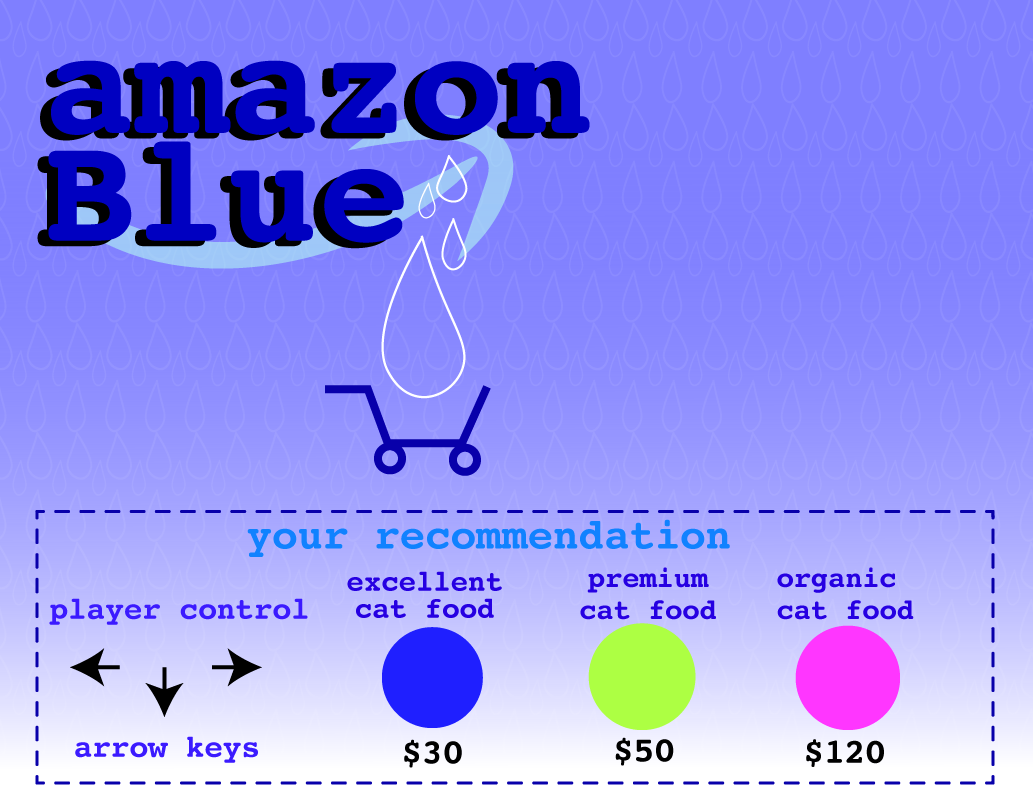 amazon
Blue
your recommendation
player control
arrow keys
excellent
cat food
$30
premium
cat food
$50
organic
cat food
$120